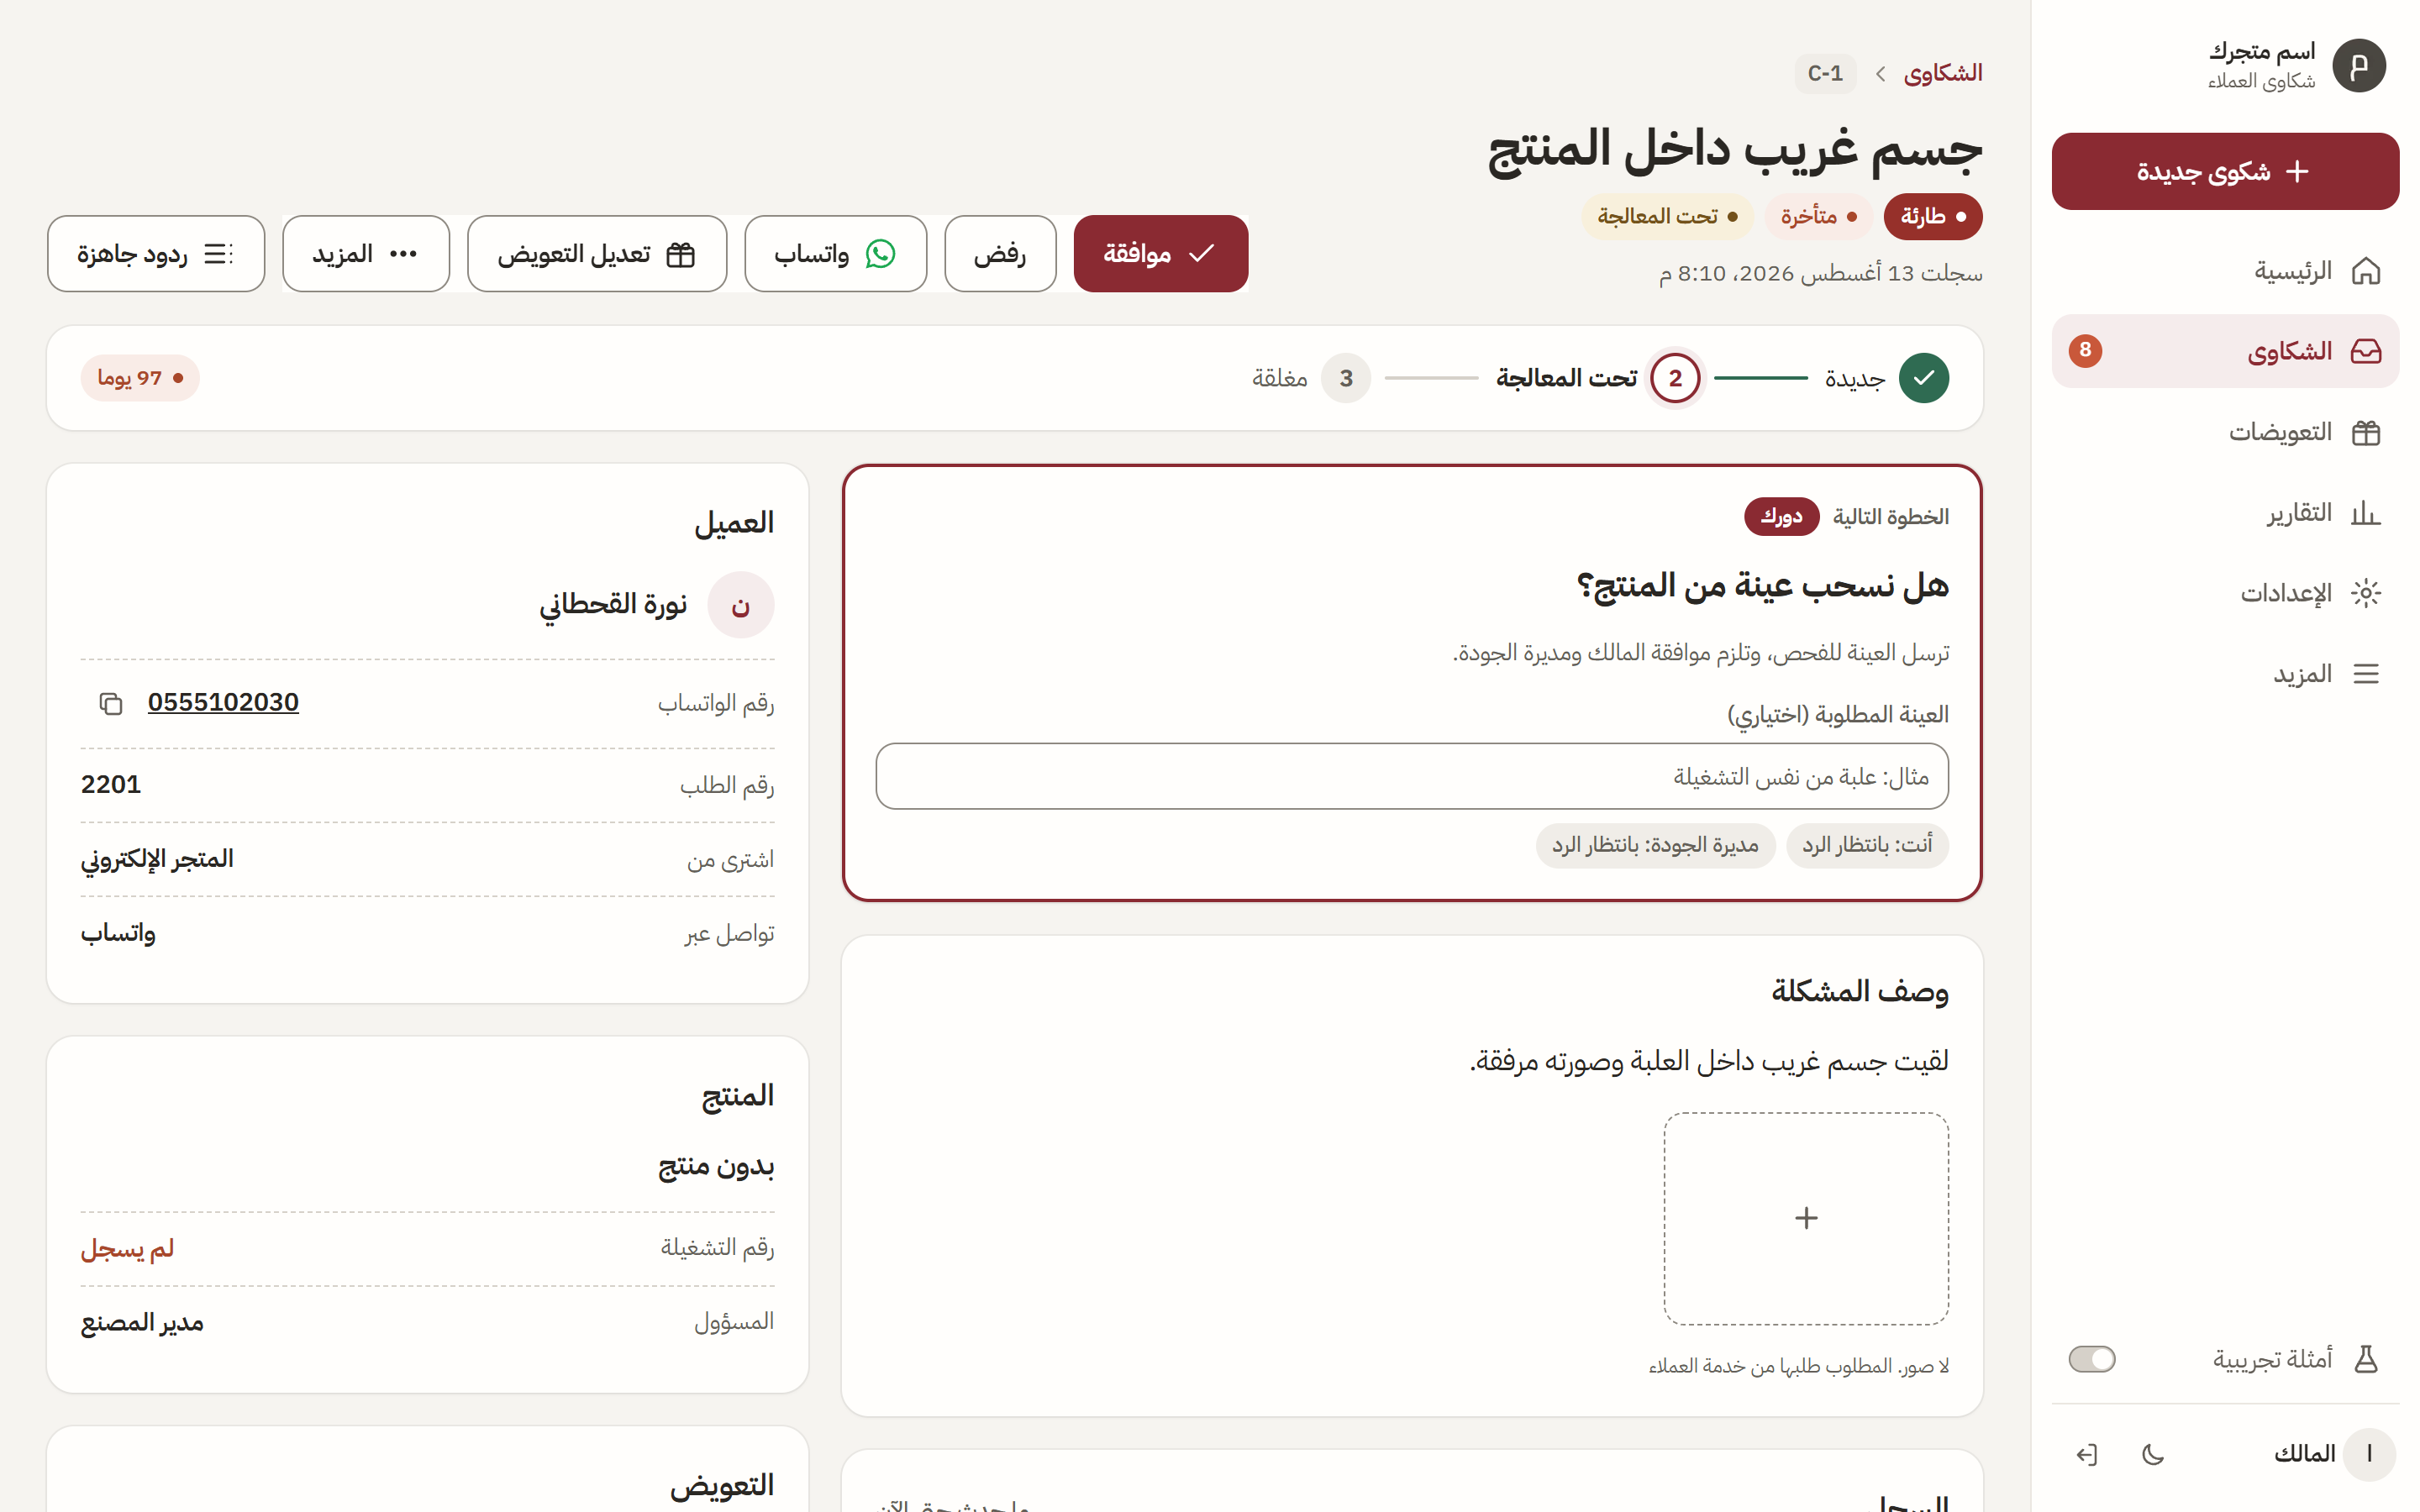 اسم متجرك
شكاوى العملاء
شكوى جديدة
الرئيسية
الشكاوى 8
التعويضات
التقارير
الإعدادات
المزيد
أمثلة تجريبية
ا المالك
الشكاوى C-1
جسم غريب داخل المنتج
طارئة متأخرة تحت المعالجة
سجلت 13 أغسطس 2026، 8:10 م
موافقة رفض واتساب تعديل التعويض المزيد ردود جاهزة
جديدة 2 تحت المعالجة 3 مغلقة 97 يوما
الخطوة التالية دورك
هل نسحب عينة من المنتج؟
ترسل العينة للفحص، وتلزم موافقة المالك ومديرة الجودة.
العينة المطلوبة (اختياري)
مثال: علبة من نفس التشغيلة
أنت: بانتظار الرد مديرة الجودة: بانتظار الرد
وصف المشكلة
لقيت جسم غريب داخل العلبة وصورته مرفقة.
لا صور. المطلوب طلبها من خدمة العملاء
السجل ما حدث حتى الآن
العميل
ن نورة القحطاني
رقم الواتساب 0555102030
رقم الطلب 2201
اشترى من المتجر الإلكتروني
تواصل عبر واتساب
المنتج
بدون منتج
رقم التشغيلة لم يسجل
المسؤول مدير المصنع
التعويض